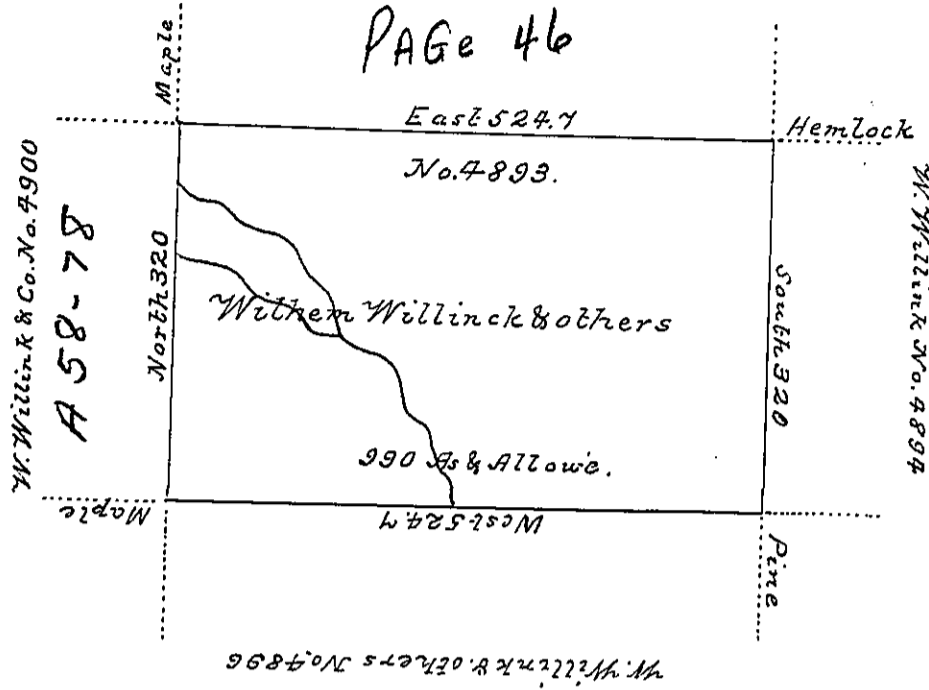 PAGE 46
Maple
East 524.7
Hemlock
No. 4893.
W. Willink & Co. No. 4900
A 58-78
North 320
Wilhem Willinck & others
South 320
W. Willink No. 4894
990 As & Allowe.
Maple
West 524.7
Pine
W. Willink & others No. 4896